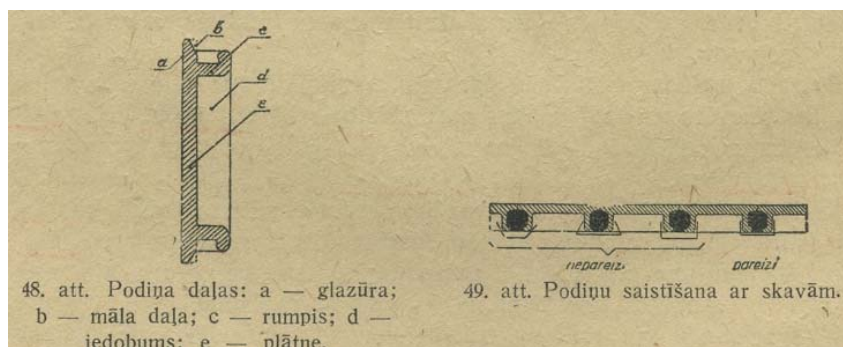 b
c
a
d
e
nepareizi
pareizi
48. att. Podiņa daļas: a — glazūra;
b — māla daļa; c — rumpis; d —
iedobums; e — plātne.
49. att. Podiņu saistīšana ar skavām.